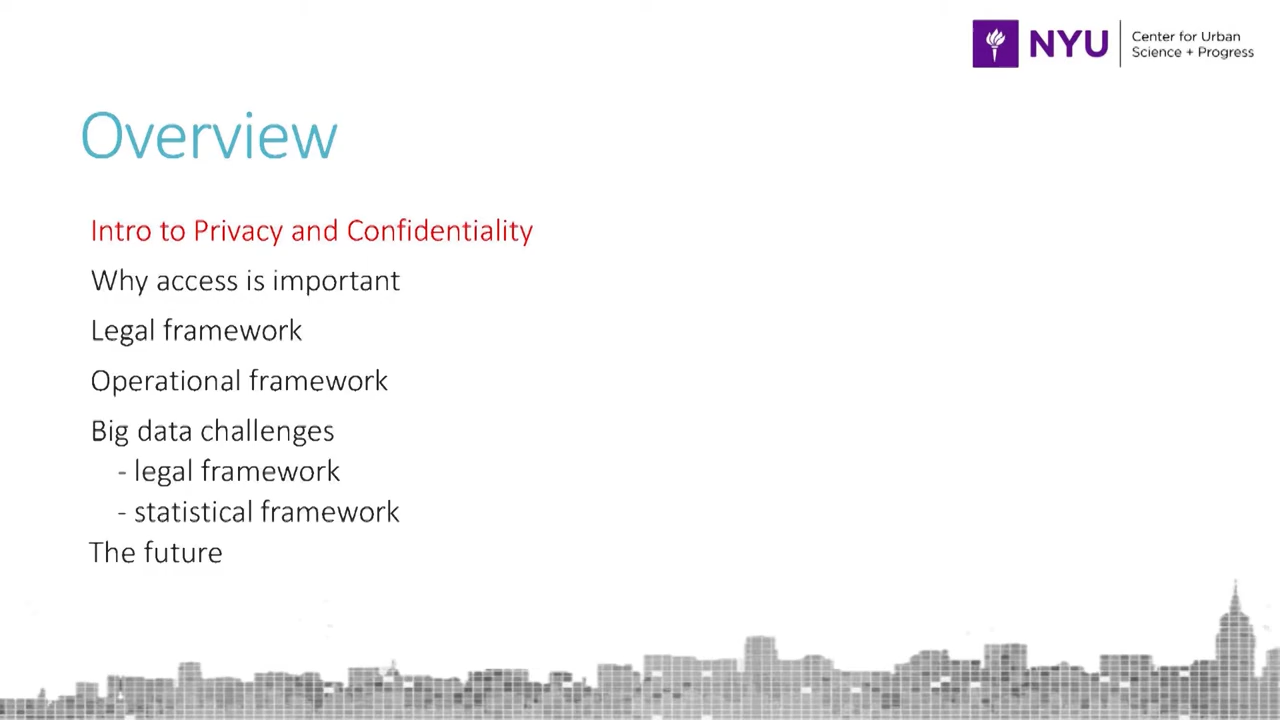 NYU
Center for Urban
Science + Progress
Overview
Intro to Privacy and Confidentiality
Why access is important
Legal framework
Operational framework
Big data challenges
- legal framework
- statistical framework
The future